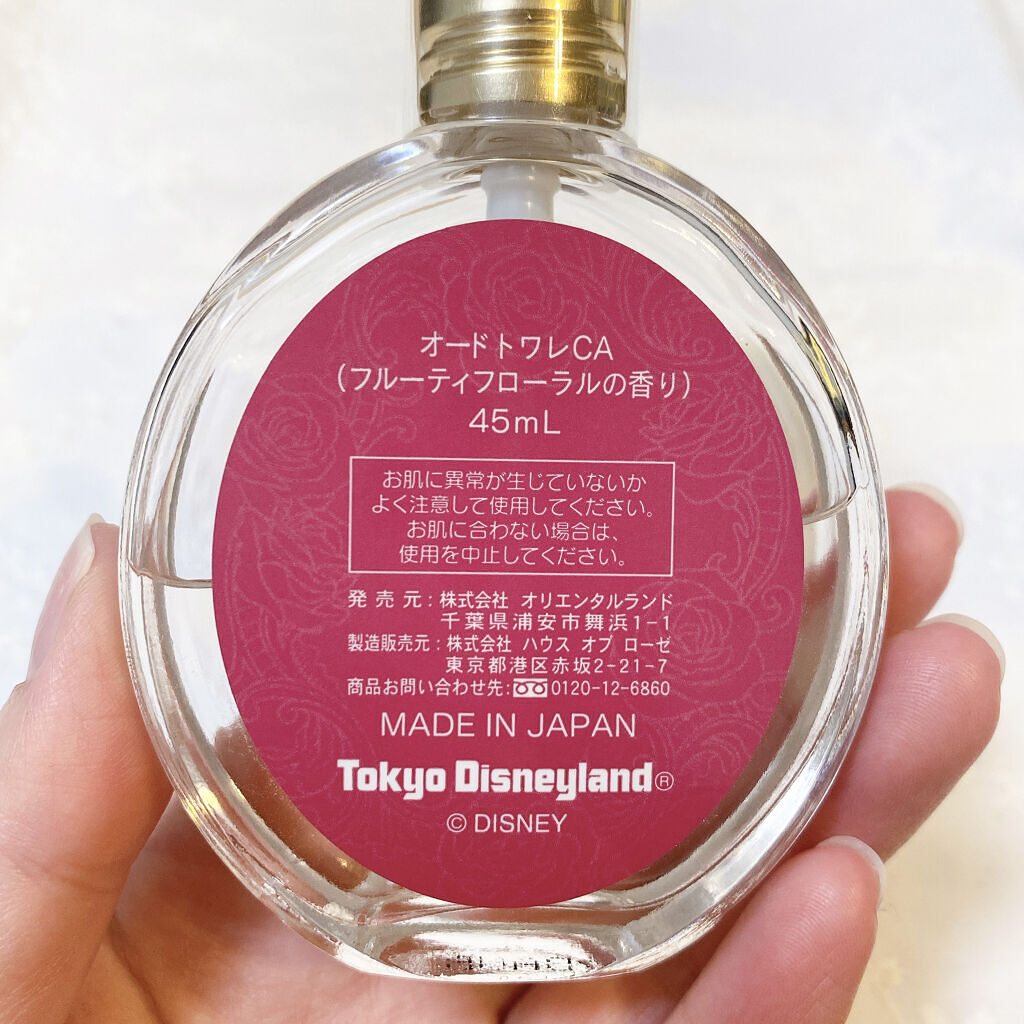 オードトワレCA
(フルーティフローラルの香り)
45mL
お肌に異常が生じていないか
よく注意して使用してください。
お肌に合わない場合は、
使用を中止してください。
発売元:株式会社 オリエンタルランド
千葉県浦安市舞浜1-1
製造販売元:株式会社 ハウス オブ ローゼ
東京都港区赤坂2-21-7
商品お問い合わせ先:0120-12-6860
MADE IN JAPAN
Tokyo Disneyland®
© DISNEY